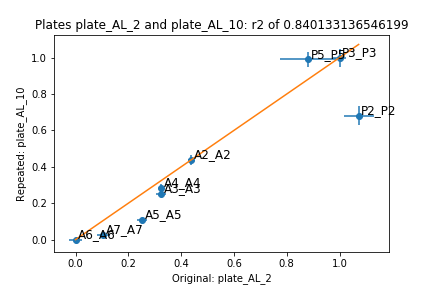 Plates plate_AL_2 and plate_AL_10: r2 of 0.840133136546199
P5_P5
P3_P3
P2_P2
A2_A2
A4_A4
A3_A3
A5_A5
A7_A7
A6_A6
1.0
0.8
0.6
0.4
0.2
0.0
Repeated: plate_AL_10
0.0 0.2 0.4 0.6 0.8 1.0
Original: plate_AL_2